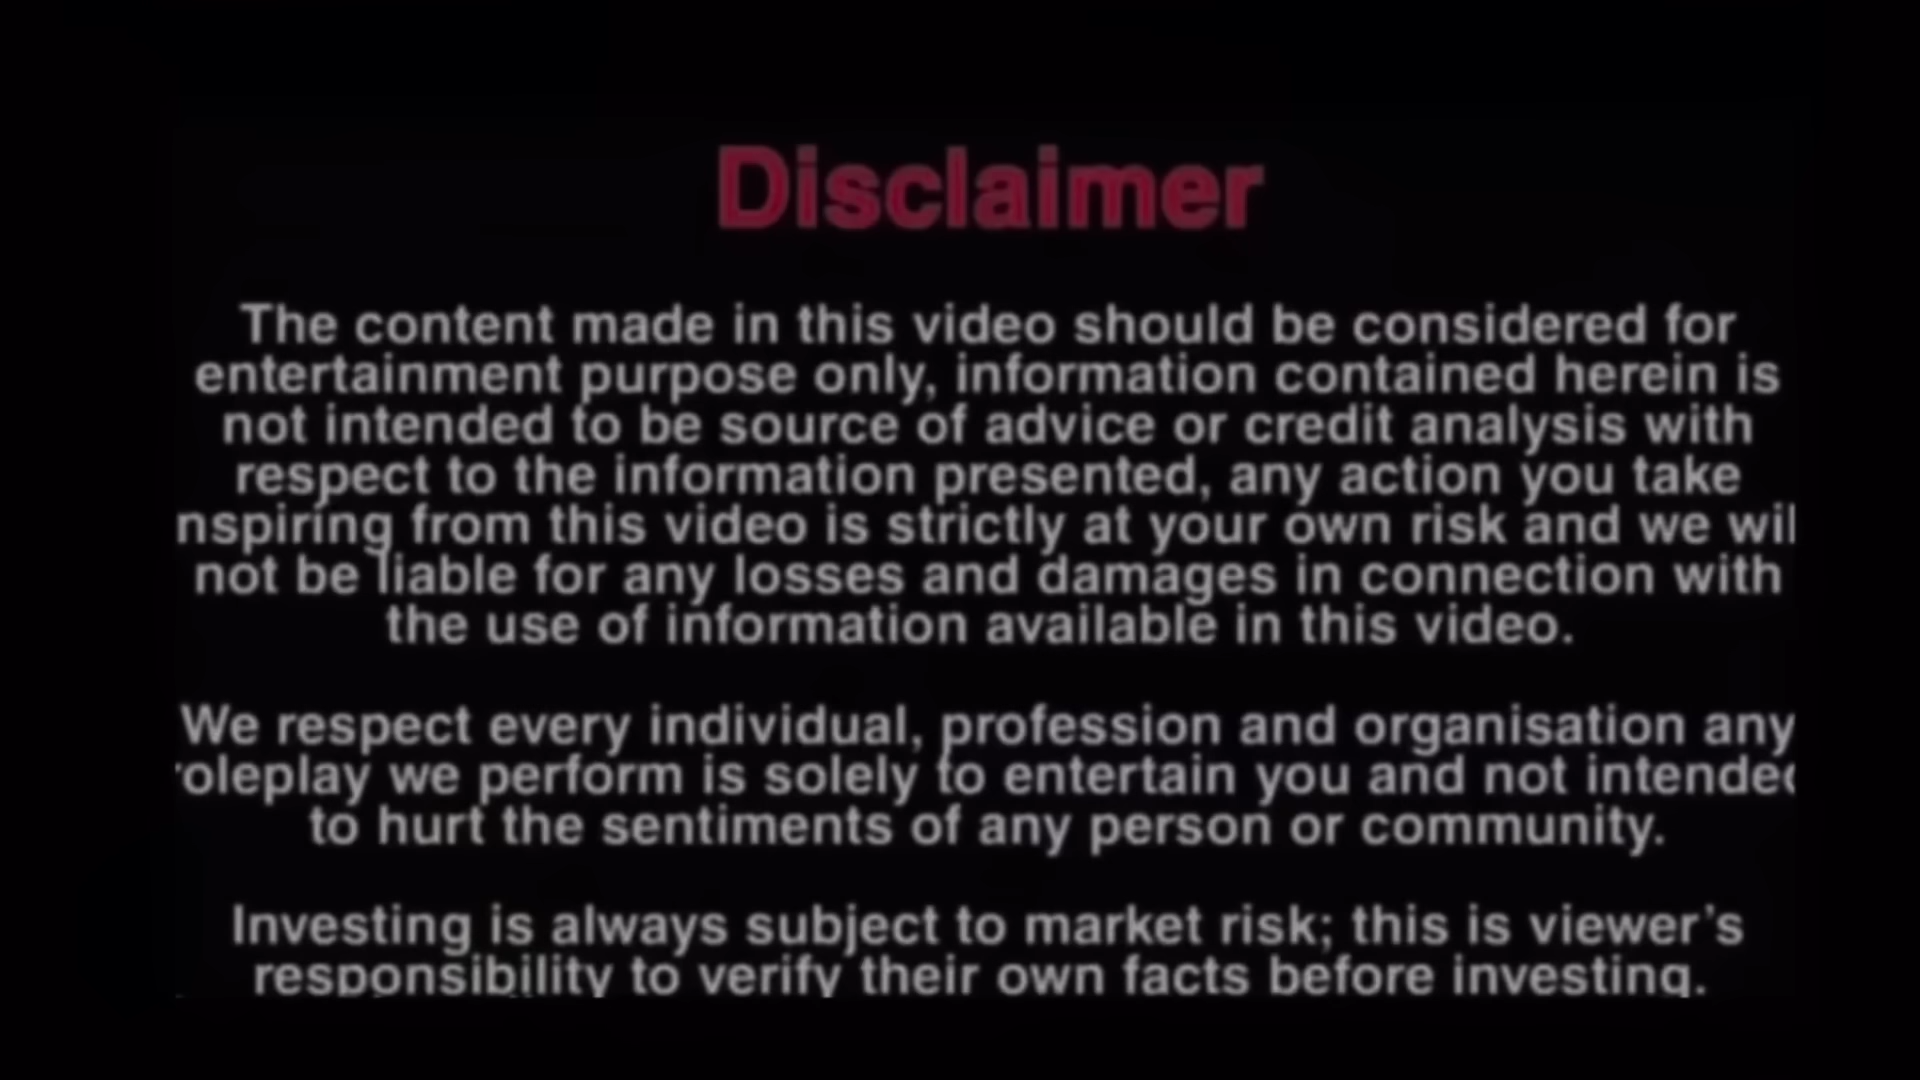 Disclaimer
The content made in this video should be considered for
entertainment purpose only, information contained herein is
not intended to be source of advice or credit analysis with
respect to the information presented, any action you take
nspiring from this video is strictly at your own risk and we wil
not be liable for any losses and damages in connection with
the use of information available in this video.
We respect every individual, profession and organisation any
roleplay we perform is solely to entertain you and not intended
to hurt the sentiments of any person or community.
Investing is always subject to market risk; this is viewer's
responsibility to verify their own facts before investing.